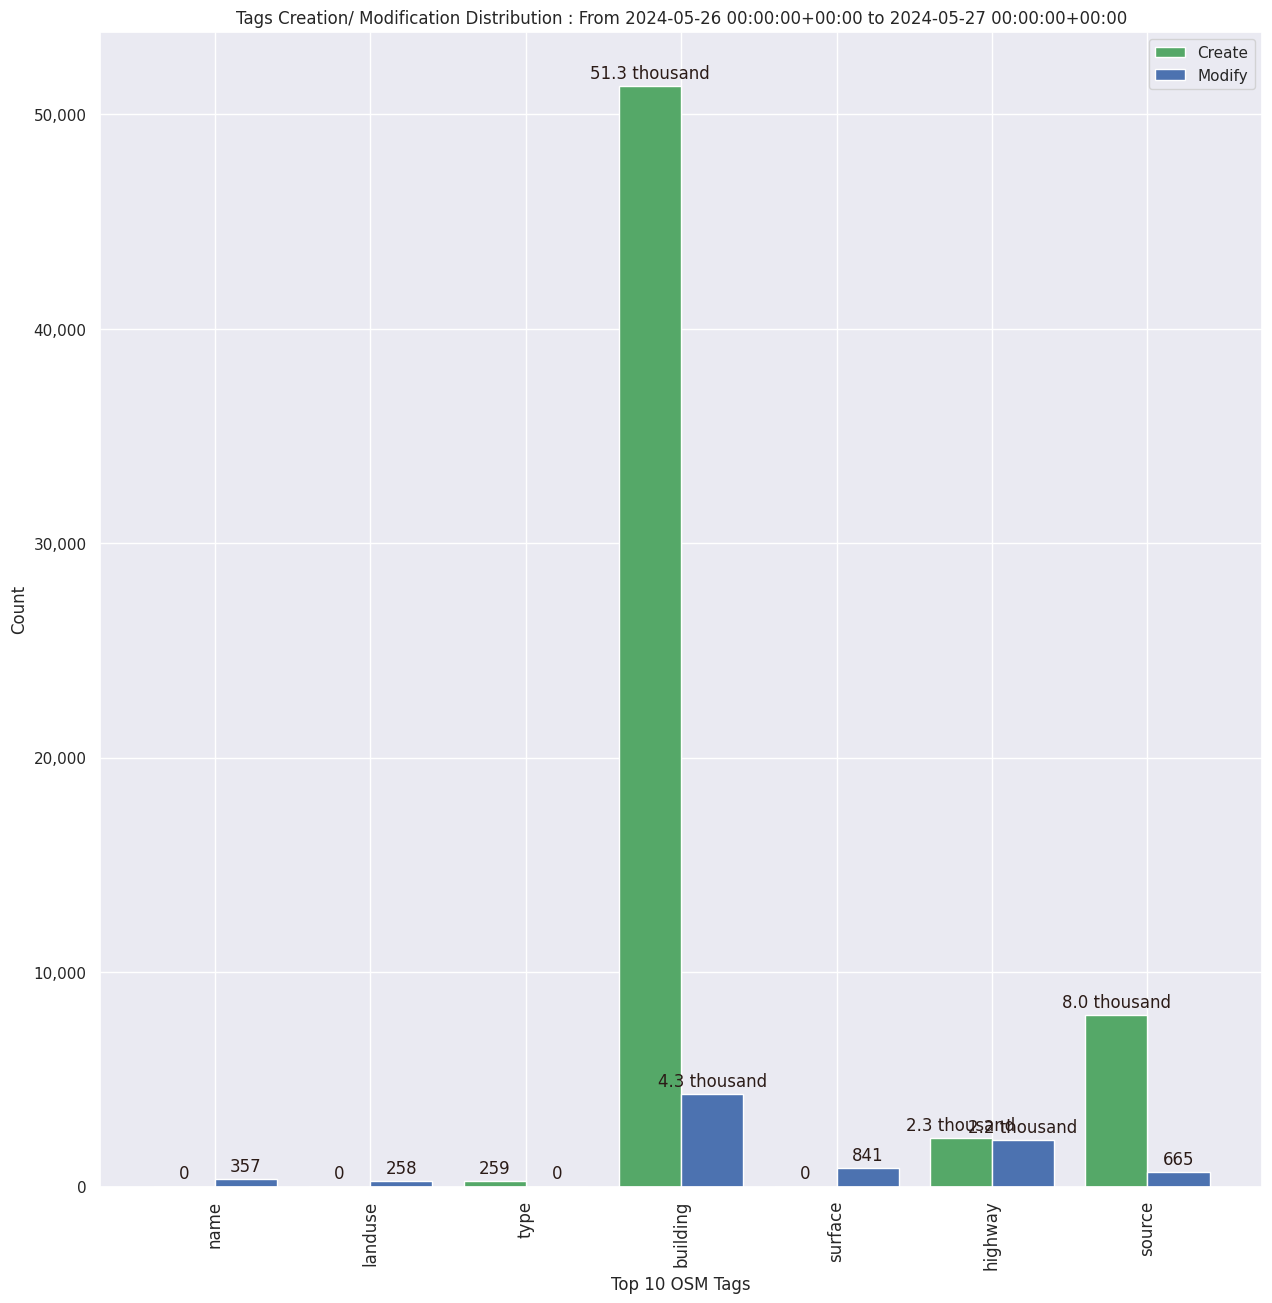 Tags Creation/ Modification Distribution : From 2024-05-26 00:00:00+00:00 to 2024-05-27 00:00:00+00:00
Create
Modify
51.3 thousand
50,000
40,000
30,000
20,000
10,000
0
Count
0
357
0
258
259
0
4.3 thousand
0
841
2.3 thousand
2.2 thousand
8.0 thousand
665
name
landuse
type
building
surface
highway
source
Top 10 OSM Tags